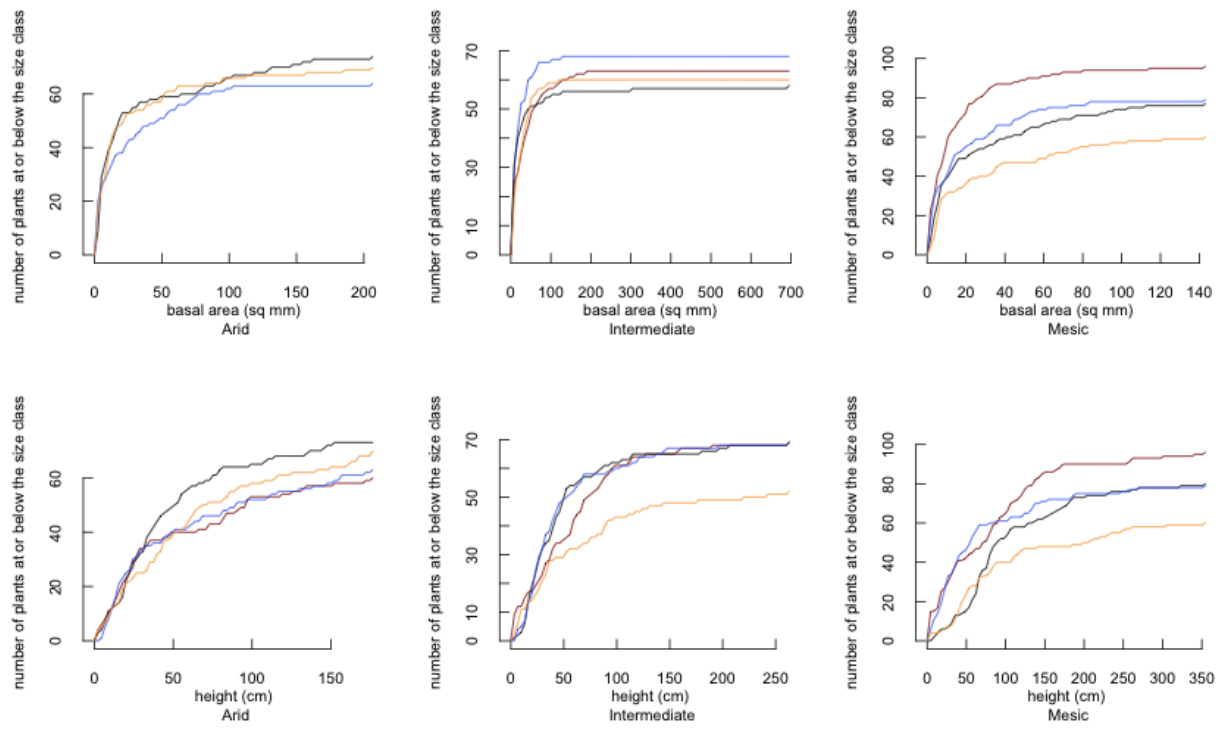 number of plants at or below the size class
60
40
20
0
0 50 100 150 200
basal area (sq mm)
Arid
number of plants at or below the size class
70
50
30
10
0
0 100 200 300 400 500 600 700
basal area (sq mm)
Intermediate
number of plants at or below the size class
100
80
60
40
20
0
0 20 40 60 80 100 120 140
basal area (sq mm)
Mesic
number of plants at or below the size class
60
40
20
0
0 50 100 150
height (cm)
Arid
number of plants at or below the size class
70
50
30
10
0
0 50 100 150 200 250
height (cm)
Intermediate
number of plants at or below the size class
100
80
60
40
20
0
0 50 100 150 200 250 300 350
height (cm)
Mesic